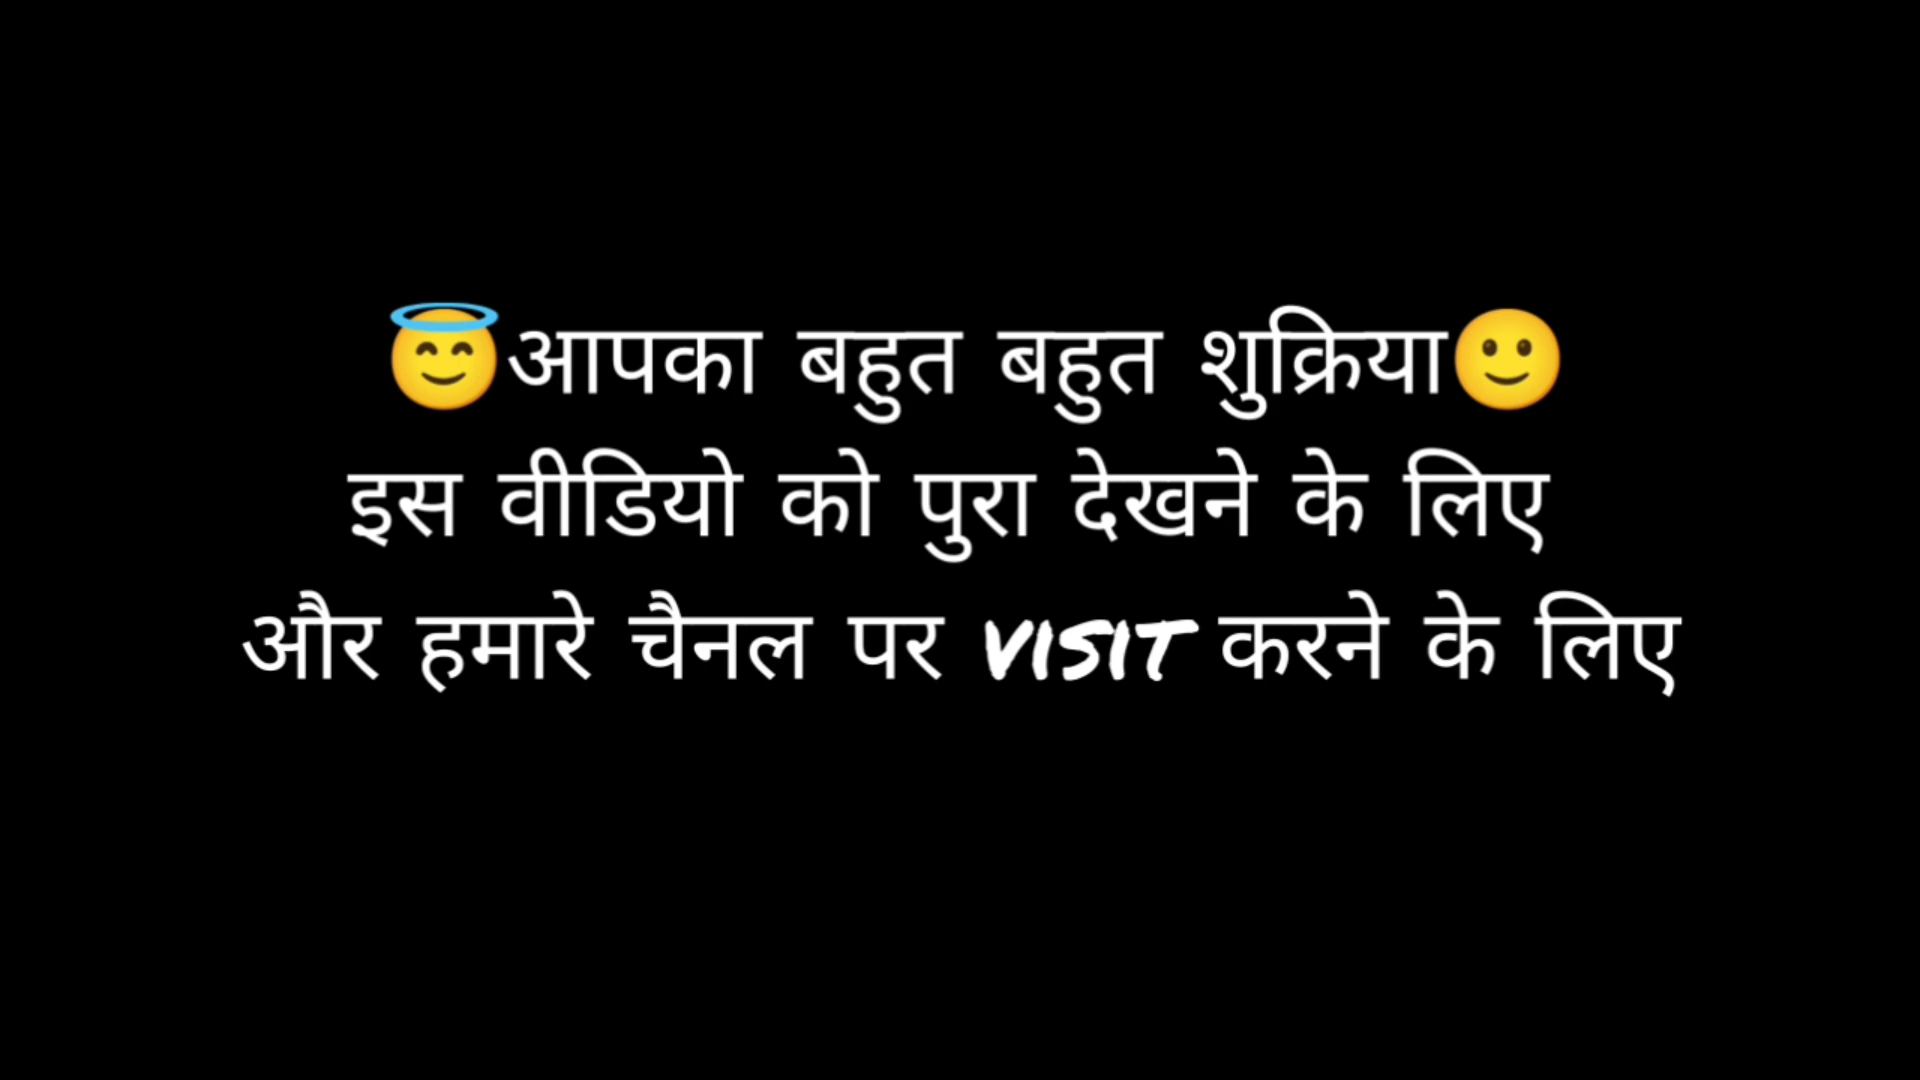 😇आपका बहुत बहुत शुक्रिया🙂
इस वीडियो को पुरा देखने के लिए
और हमारे चैनल पर VISIT करने के लिए